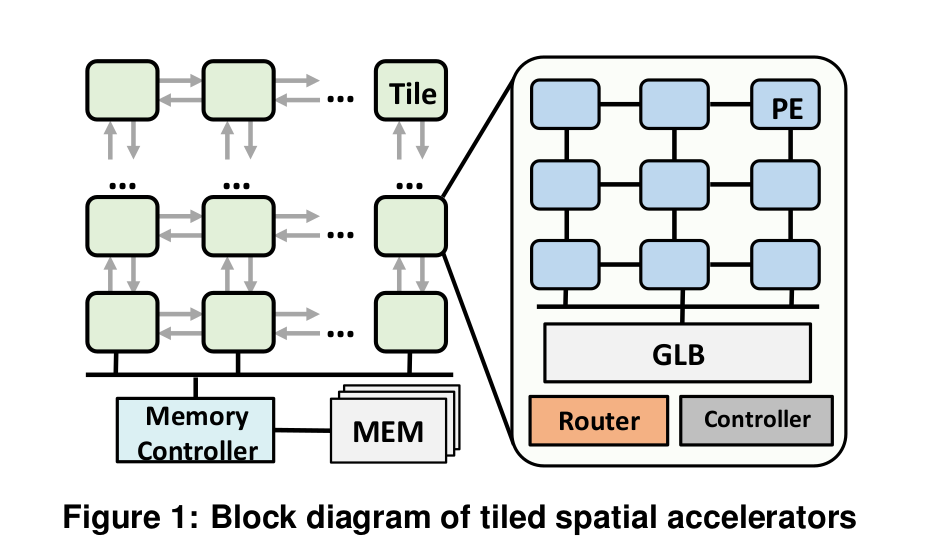 Tile
...
... ... ...
...
...
Memory
Controller
MEM
PE
GLB
Router
Controller
Figure 1: Block diagram of tiled spatial accelerators